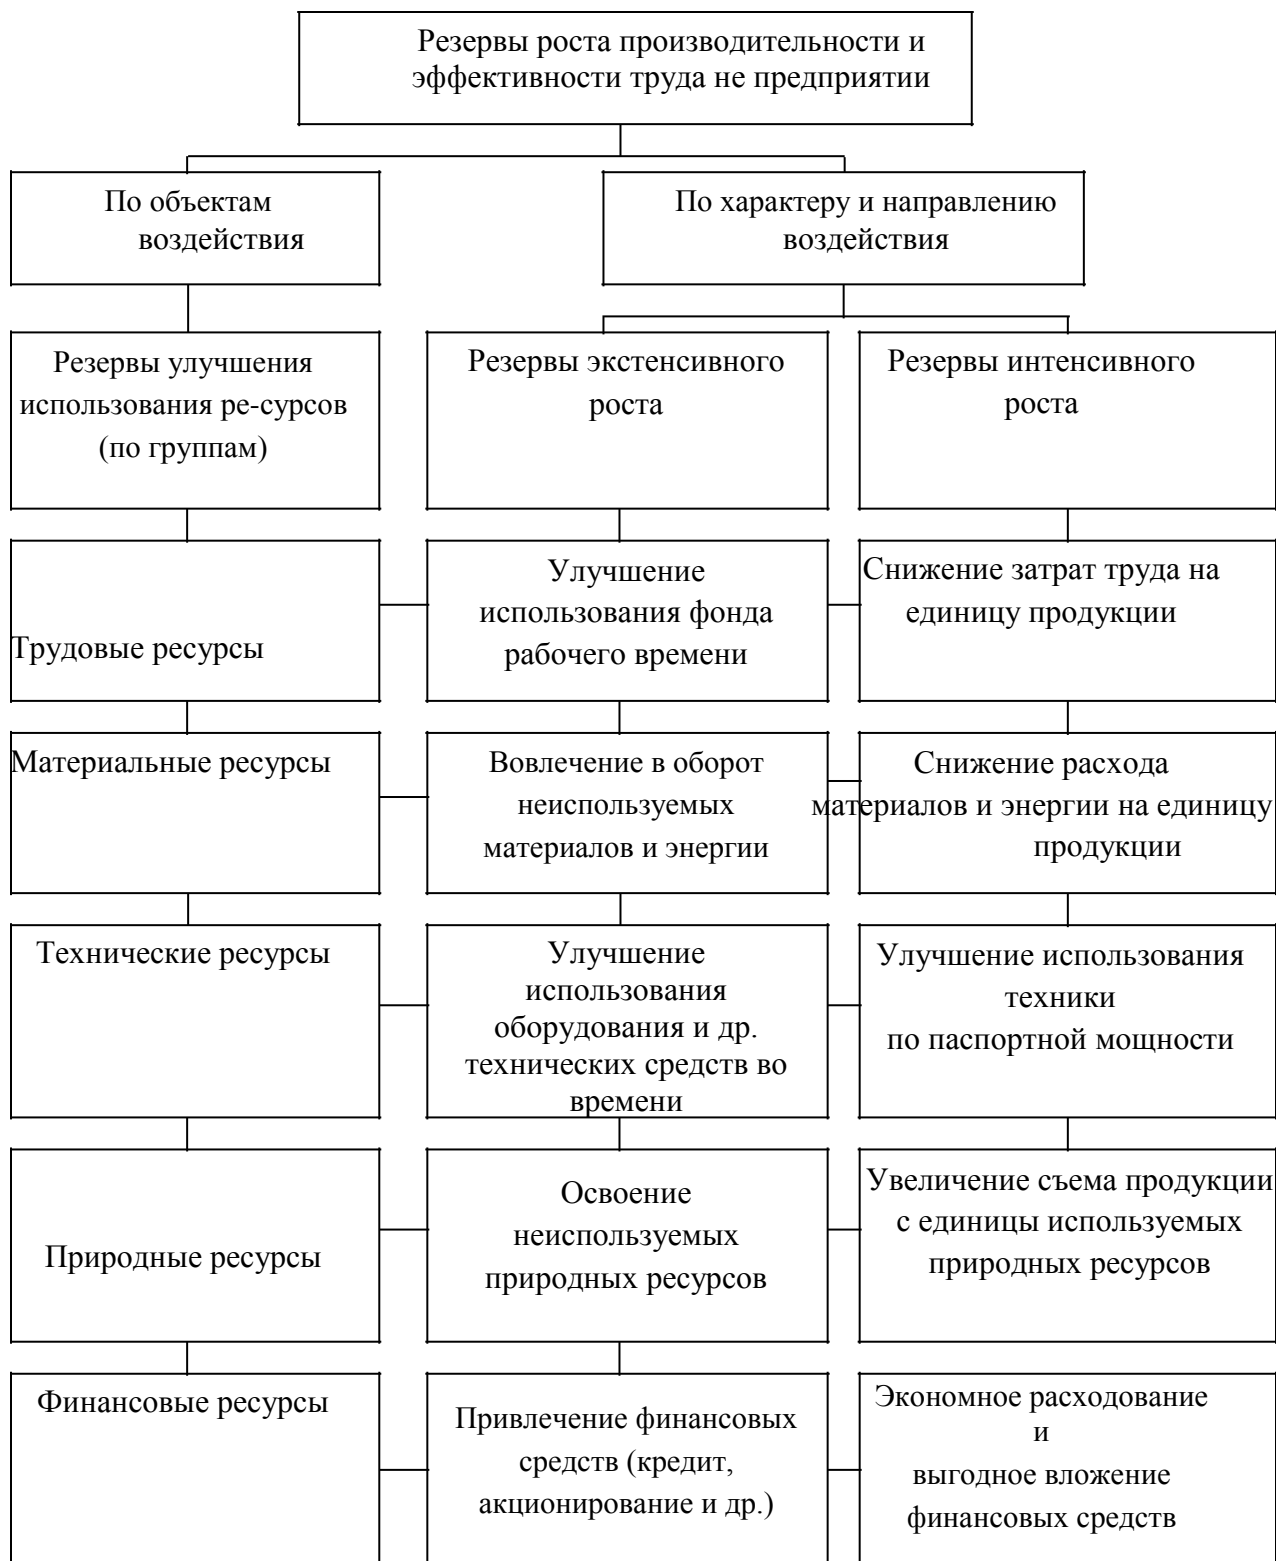 Резервы роста производительности и
эффективности труда не предприятии
По объектам
воздействия
По характеру и направлению
воздействия
Резервы улучшения
использования ре-сурсов
(по группам)
Резервы экстенсивного
роста
Резервы интенсивного
роста
Трудовые ресурсы
Улучшение
использования фонда
рабочего времени
Снижение затрат труда на
единицу продукции
Материальные ресурсы
Вовлечение в оборот
неиспользуемых
материалов и энергии
Снижение расхода
материалов и энергии на единицу
продукции
Технические ресурсы
Улучшение
использования
оборудования и др.
технических средств во
времени
Улучшение использования
техники
по паспортной мощности
Природные ресурсы
Освоение
неиспользуемых
природных ресурсов
Увеличение съема продукции
с единицы используемых
природных ресурсов
Финансовые ресурсы
Привлечение финансовых
средств (кредит,
акционирование и др.)
Экономное расходование
и
выгодное вложение
финансовых средств